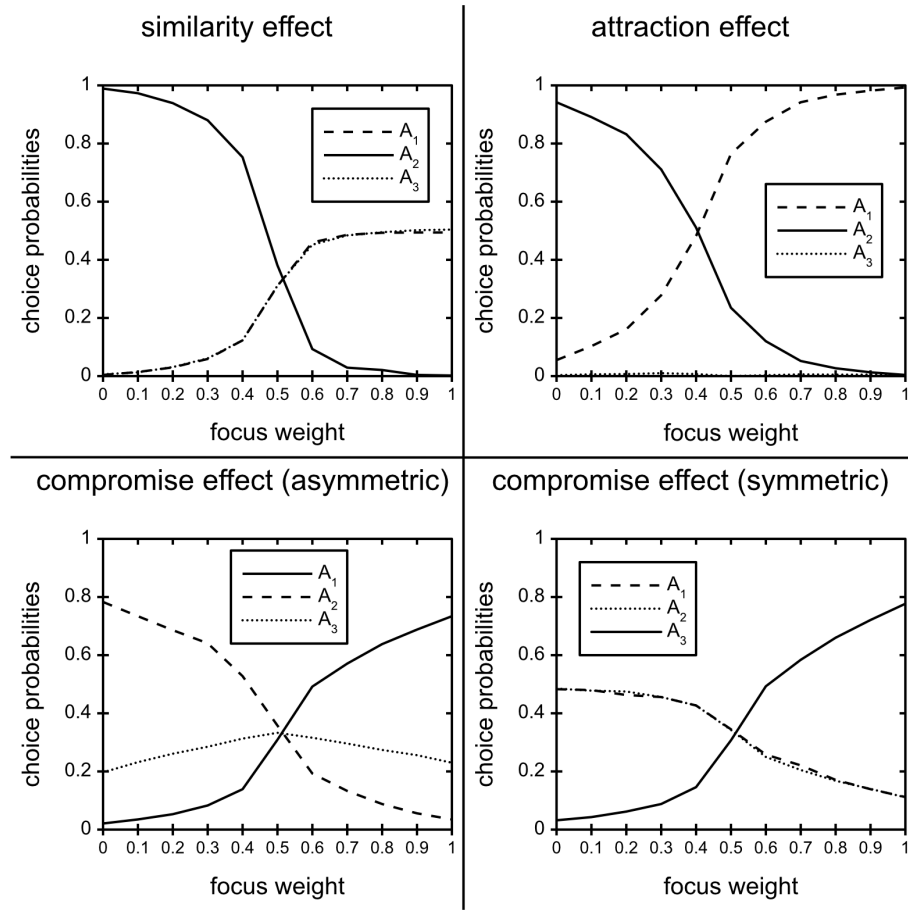 similarity effect
choice probabilities
1
0.8
0.6
0.4
0.2
0
A1
A2
A3
0 0.1 0.2 0.3 0.4 0.5 0.6 0.7 0.8 0.9 1
focus weight
attraction effect
choice probabilities
1
0.8
0.6
0.4
0.2
0
A1
A2
A3
0 0.1 0.2 0.3 0.4 0.5 0.6 0.7 0.8 0.9 1
focus weight
compromise effect (asymmetric)
choice probabilities
1
0.8
0.6
0.4
0.2
0
A1
A2
A3
0 0.1 0.2 0.3 0.4 0.5 0.6 0.7 0.8 0.9 1
focus weight
compromise effect (symmetric)
choice probabilities
1
0.8
0.6
0.4
0.2
0
A1
A2
A3
0 0.1 0.2 0.3 0.4 0.5 0.6 0.7 0.8 0.9 1
focus weight